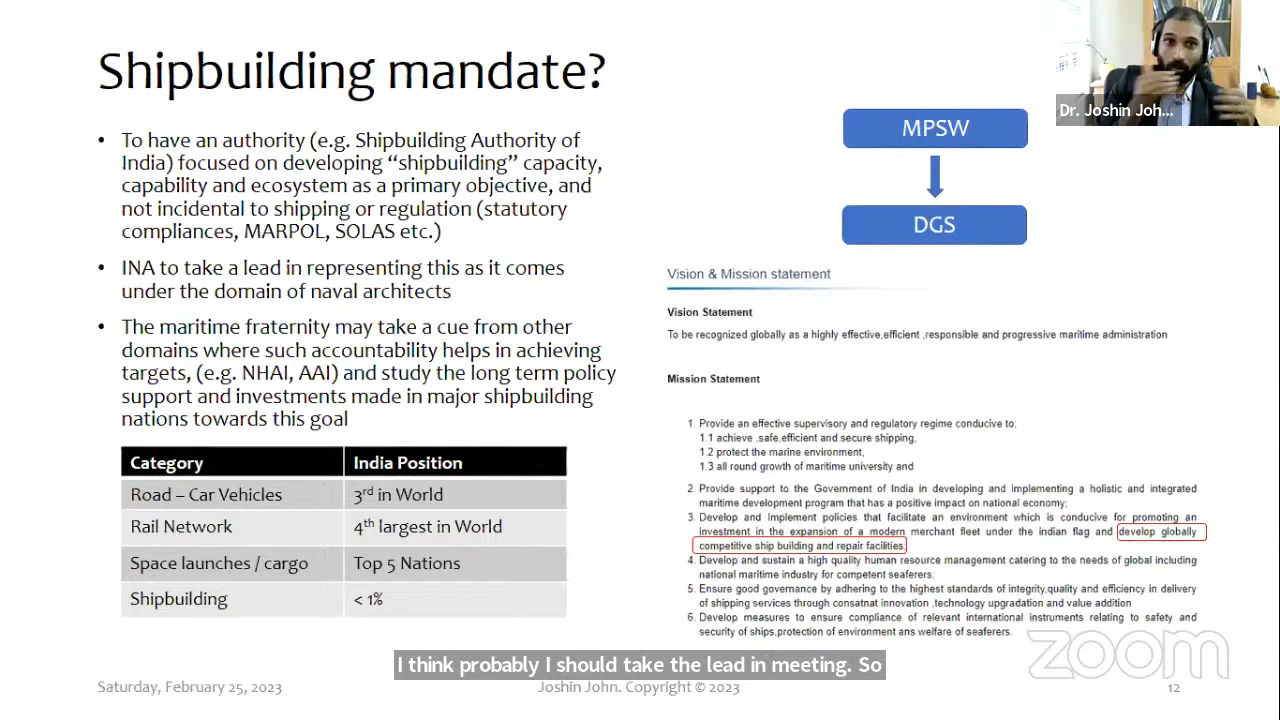 Shipbuilding mandate?
Dr. Joshin Joh...
• To have an authority (e.g. Shipbuilding Authority of
India) focused on developing “shipbuilding” capacity,
capability and ecosystem as a primary objective, and
not incidental to shipping or regulation (statutory
compliances, MARPOL, SOLAS etc.)
• INA to take a lead in representing this as it comes
under the domain of naval architects
• The maritime fraternity may take a cue from other
domains where such accountability helps in achieving
targets, (e.g. NHAI, AAI) and study the long term policy
support and investments made in major shipbuilding
nations towards this goal
Category India Position
Road – Car Vehicles 3rd in World
Rail Network 4th largest in World
Space launches / cargo Top 5 Nations
Shipbuilding < 1%
MPSW
DGS
Vision & Mission statement
Vision Statement
To be recognized globally as a highly effective,efficient ,responsible and progressive maritime administration
Mission Statement
1. Provide an effective supervisory and regulatory regime conducive to;
1.1 achieve ,safe,efficient and secure shipping,
1.2 protect the marine environment,
1.3 all round growth of maritime university and
2. Provide support to the Government of India in developing and implementing a holistic and integrated
maritime development program that has a positive impact on national economy;
3. Develop and Implement policies that facilitate an environment which is conducive for promoting an
investment in the expansion of a modern merchant fleet under the indian flag and develop globally
competitive ship building and repair facilities;
4. Develop and sustain a high quality human resource management catering to the needs of global including
national maritime industry for competent seaferers;
5. Ensure good governance by adhering to the highest standards of integrity,quality and efficiency in delivery
of shipping services through consatnat innovation ,technology upgradation and value addition
6. Develop measures to ensure compliance of relevant international instruments relating to safety and
security of ships,protection of environment ans welfare of seaferers.
zoom
I think probably I should take the lead in meeting. So
Saturday, February 25, 2023
Joshin John. Copyright © 2023
12